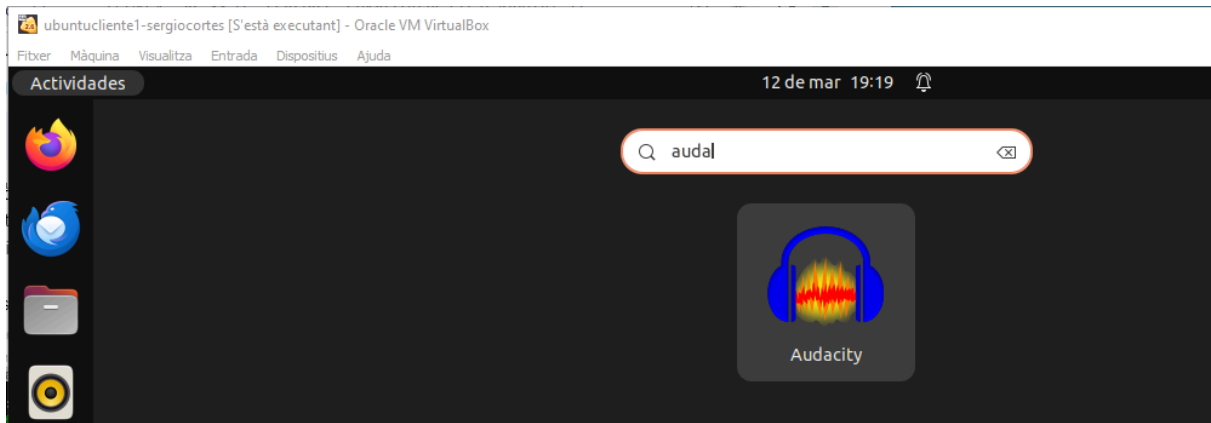 ubuntucliente1-sergiocortes [S'està executant] - Oracle VM VirtualBox
Fitxer Màquina Visualitza Entrada Dispositius Ajuda
Actividades 12 de mar 19:19
auda
Audacity